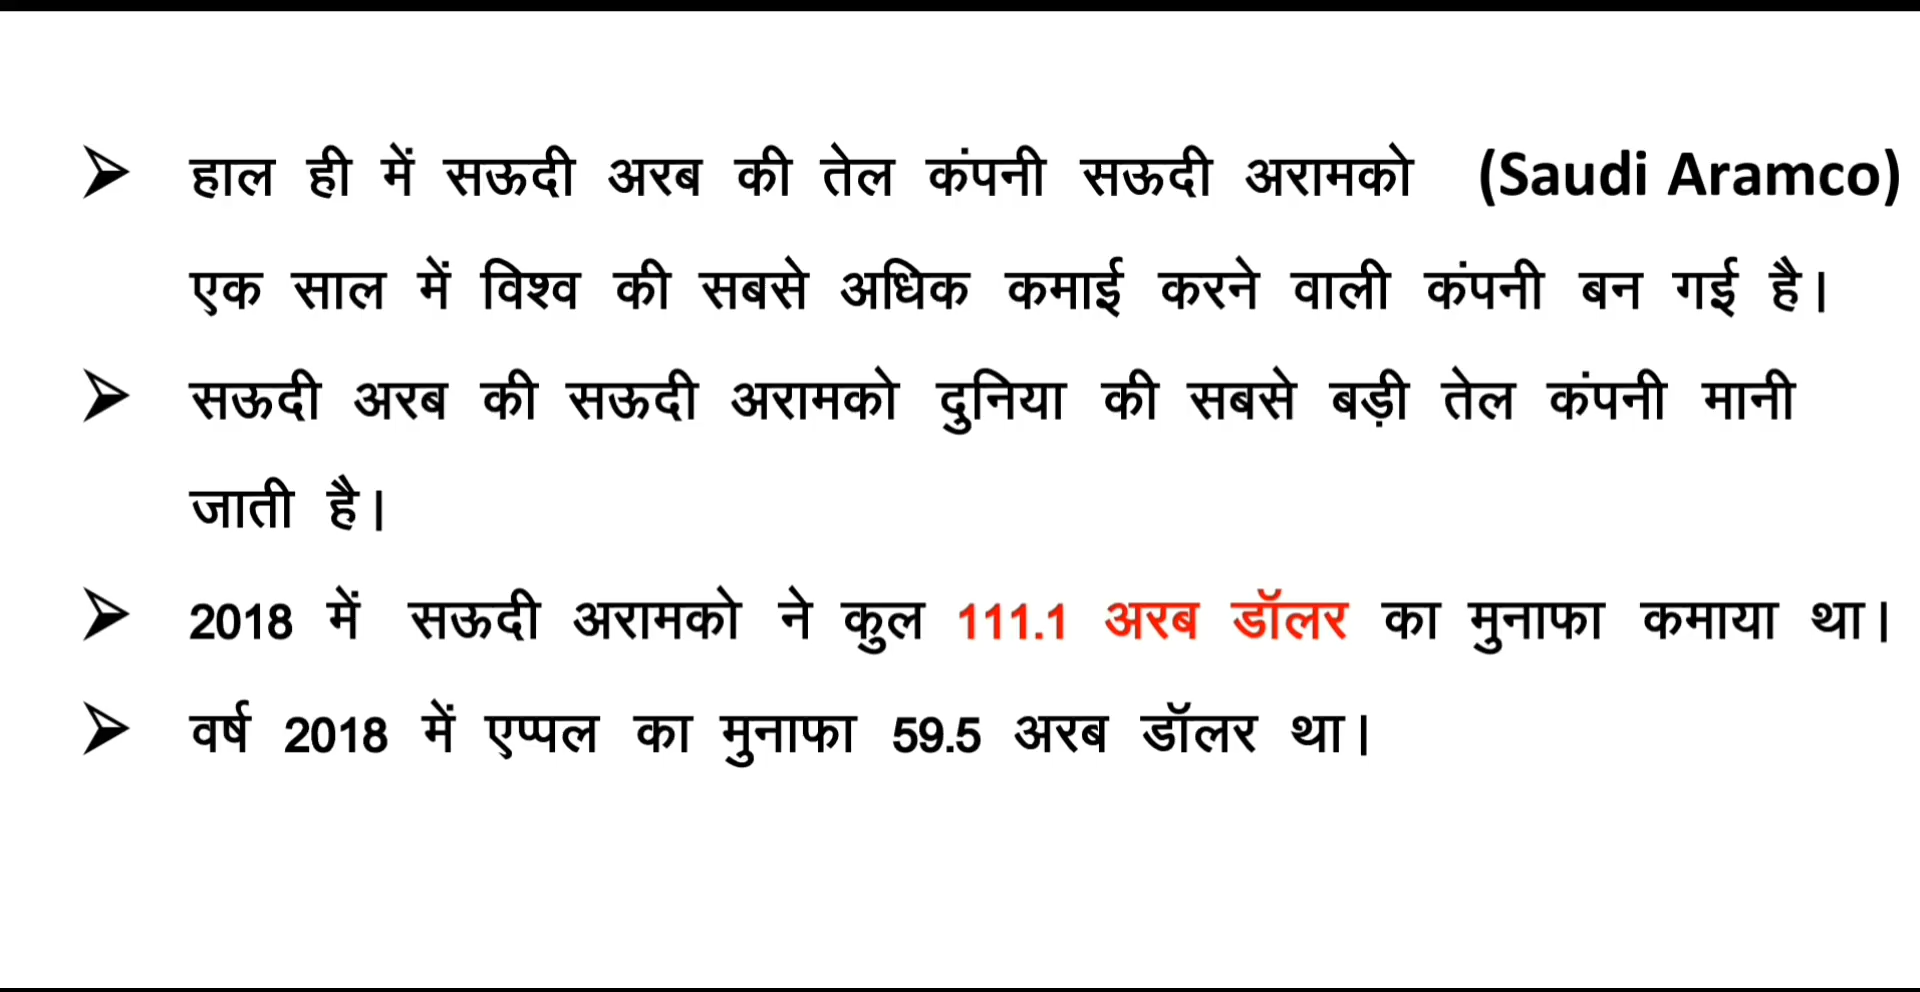 ➢ हाल ही में सऊदी अरब की तेल कंपनी सऊदी अरामको (Saudi Aramco)
एक साल में विश्व की सबसे अधिक कमाई करने वाली कंपनी बन गई है।
➢ सऊदी अरब की सऊदी अरामको दुनिया की सबसे बड़ी तेल कंपनी मानी
जाती है।
➢ 2018 में सऊदी अरामको ने कुल 111.1 अरब डॉलर का मुनाफा कमाया था।
➢ वर्ष 2018 में एप्पल का मुनाफा 59.5 अरब डॉलर था।